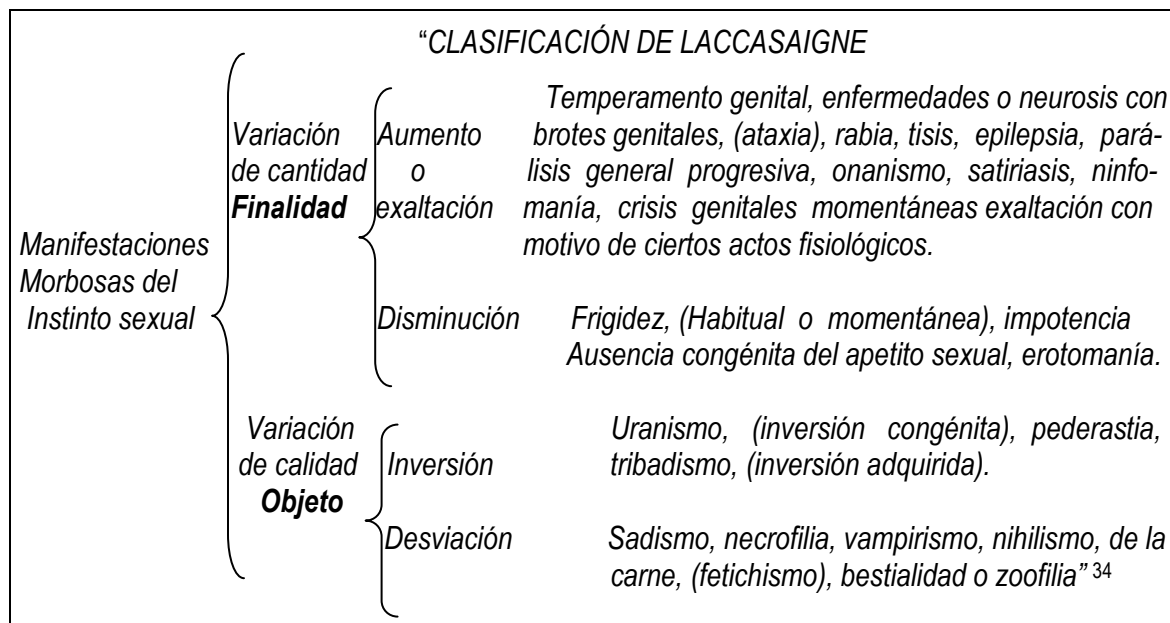 “CLASIFICACIÓN DE LACCASAIGNE
Temperamento genital, enfermedades o neurosis con
Variación Aumento brotes genitales, (ataxia), rabia, tisis, epilepsia, pará-
de cantidad o lisis general progresiva, onanismo, satiriasis, ninfo-
Finalidad exaltación manía, crisis genitales momentáneas exaltación con
Manifestaciones motivo de ciertos actos fisiológicos.
Morbosas del
Instinto sexual Disminución Frigidez, (Habitual o momentánea), impotencia
Ausencia congénita del apetito sexual, erotomanía.
Variación Uranismo, (inversión congénita), pederastia,
de calidad Inversión tribadismo, (inversión adquirida).
Objeto
Desviación Sadismo, necrofilia, vampirismo, nihilismo, de la
carne, (fetichismo), bestialidad o zoofilia” 34